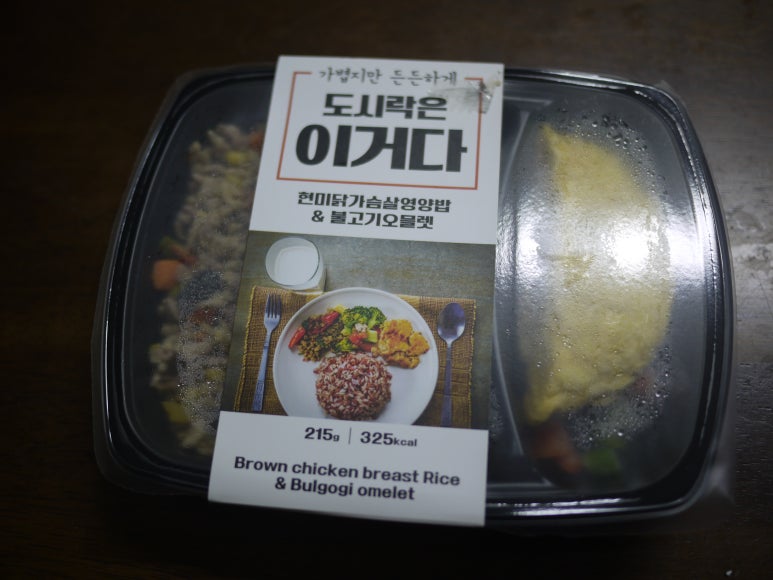 가볍지만 든든하게
도시락은
이거다
현미닭가슴살영양밥
& 불고기오믈렛
215g | 325kcal
Brown chicken breast Rice
& Bulgogi omelet